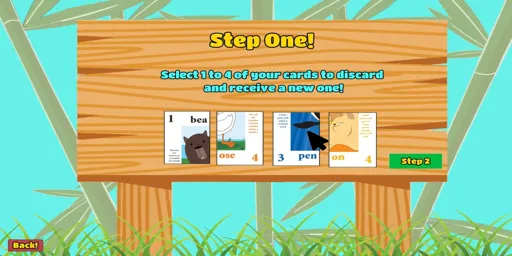 Step One!
Select 1 to 4 of your cards to discard
and receive a new one!
1 bea
ose 4
3 pen
on 4
Step 2
Back!